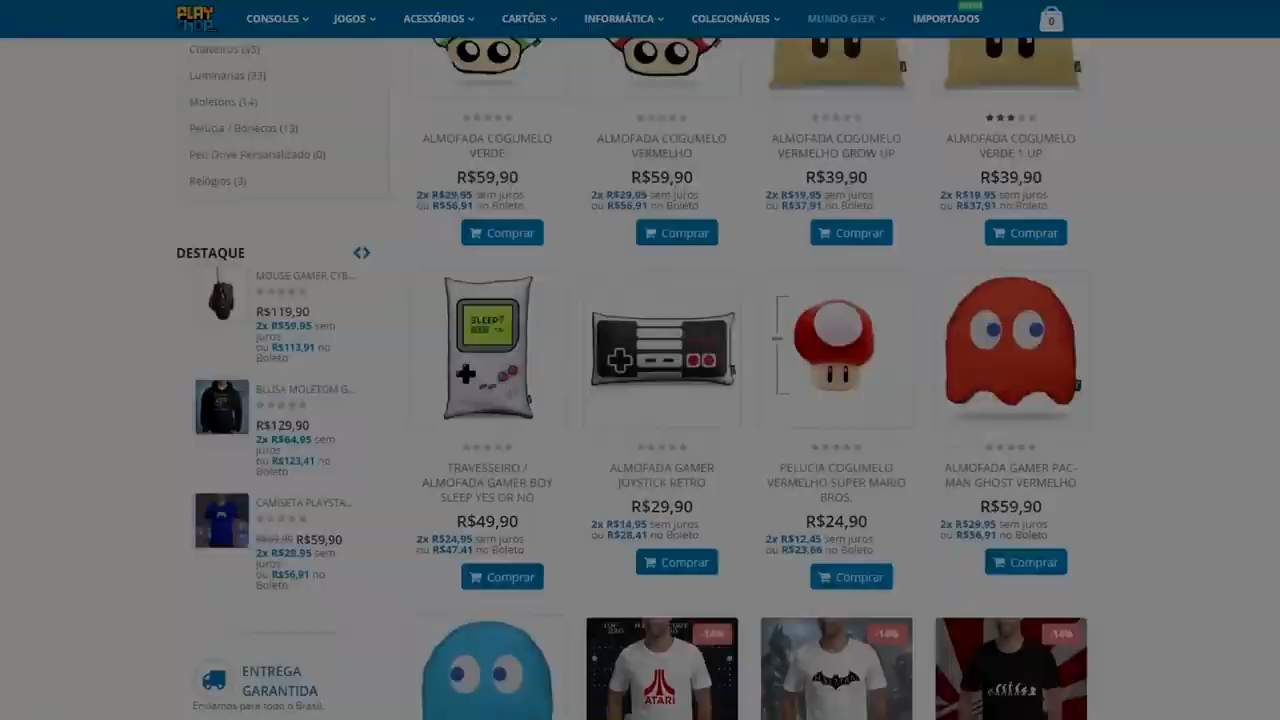 PLAY SHOP
CONSOLES JOGOS ACESSÓRIOS CARTÕES INFORMÁTICA COLECIONÁVEIS MUNDO GEEK IMPORTADOS
0
Chaveiros (45)
Luminárias (33)
Moletons (14)
Pelúcia / Bonecos (13)
Pen Drive Personalizado (0)
Relógios (3)
ALMOFADA COGUMELO
VERDE
R$59,90
2x R$29,95 sem juros
ou R$56,91 no Boleto
Comprar
ALMOFADA COGUMELO
VERMELHO
R$59,90
2x R$29,95 sem juros
ou R$56,91 no Boleto
Comprar
ALMOFADA COGUMELO
VERMELHO GROW UP
R$39,90
2x R$19,95 sem juros
ou R$37,91 no Boleto
Comprar
ALMOFADA COGUMELO
VERDE 1 UP
R$39,90
2x R$19,95 sem juros
ou R$37,91 no Boleto
Comprar
DESTAQUE
MOUSE GAMER CYB...
R$119,90
2x R$59,95 sem
juros
ou R$113,91 no
Boleto
BLUSA MOLETOM G...
R$129,90
2x R$64,95 sem
juros
ou R$123,41 no
Boleto
CAMISETA PLAYSTA...
R$59,90
2x R$29,95 sem
juros
ou R$56,91 no
Boleto
ENTREGA
GARANTIDA
Enviamos para todo o Brasil.
SLEEP?
TRAVESSEIRO /
ALMOFADA GAMER BOY
SLEEP YES OR NO
R$49,90
2x R$24,95 sem juros
ou R$47,41 no Boleto
Comprar
ALMOFADA GAMER
JOYSTICK RETRO
R$29,90
2x R$14,95 sem juros
ou R$28,41 no Boleto
Comprar
PELUCIA COGUMELO
VERMELHO SUPER MARIO
BROS.
R$24,90
2x R$12,45 sem juros
ou R$23,66 no Boleto
Comprar
ALMOFADA GAMER PAC-
MAN GHOST VERMELHO
R$59,90
2x R$29,95 sem juros
ou R$56,91 no Boleto
Comprar
-14%
ATARI
-14%
-14%